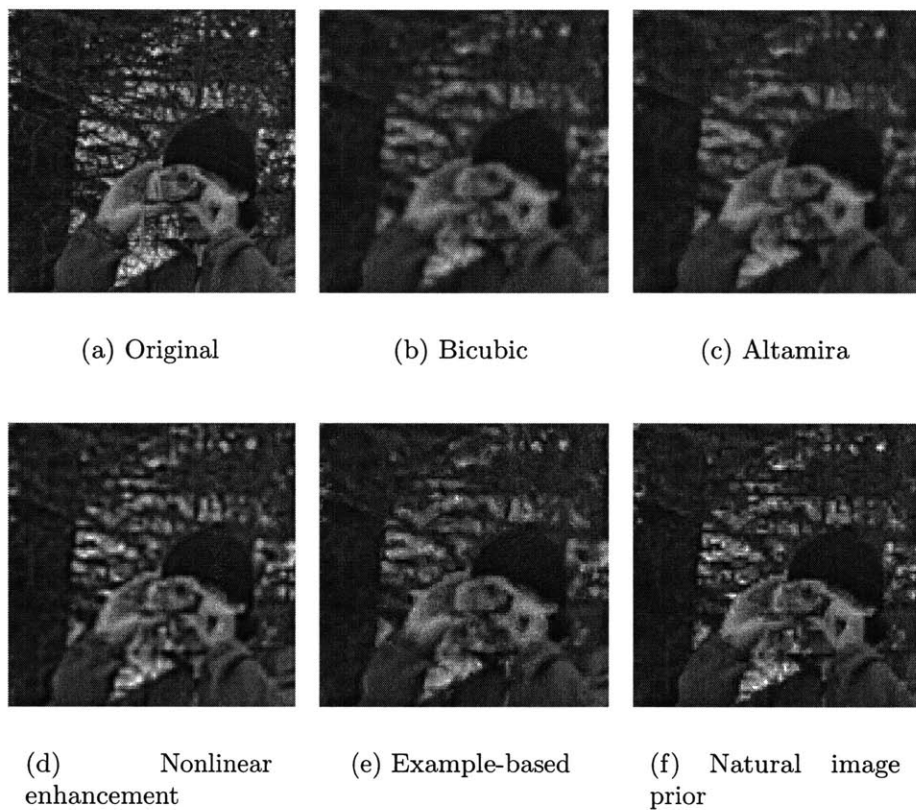 (a) Original
(b) Bicubic
(c) Altamira
(d) Nonlinear
enhancement
(e) Example-based
(f) Natural image
prior